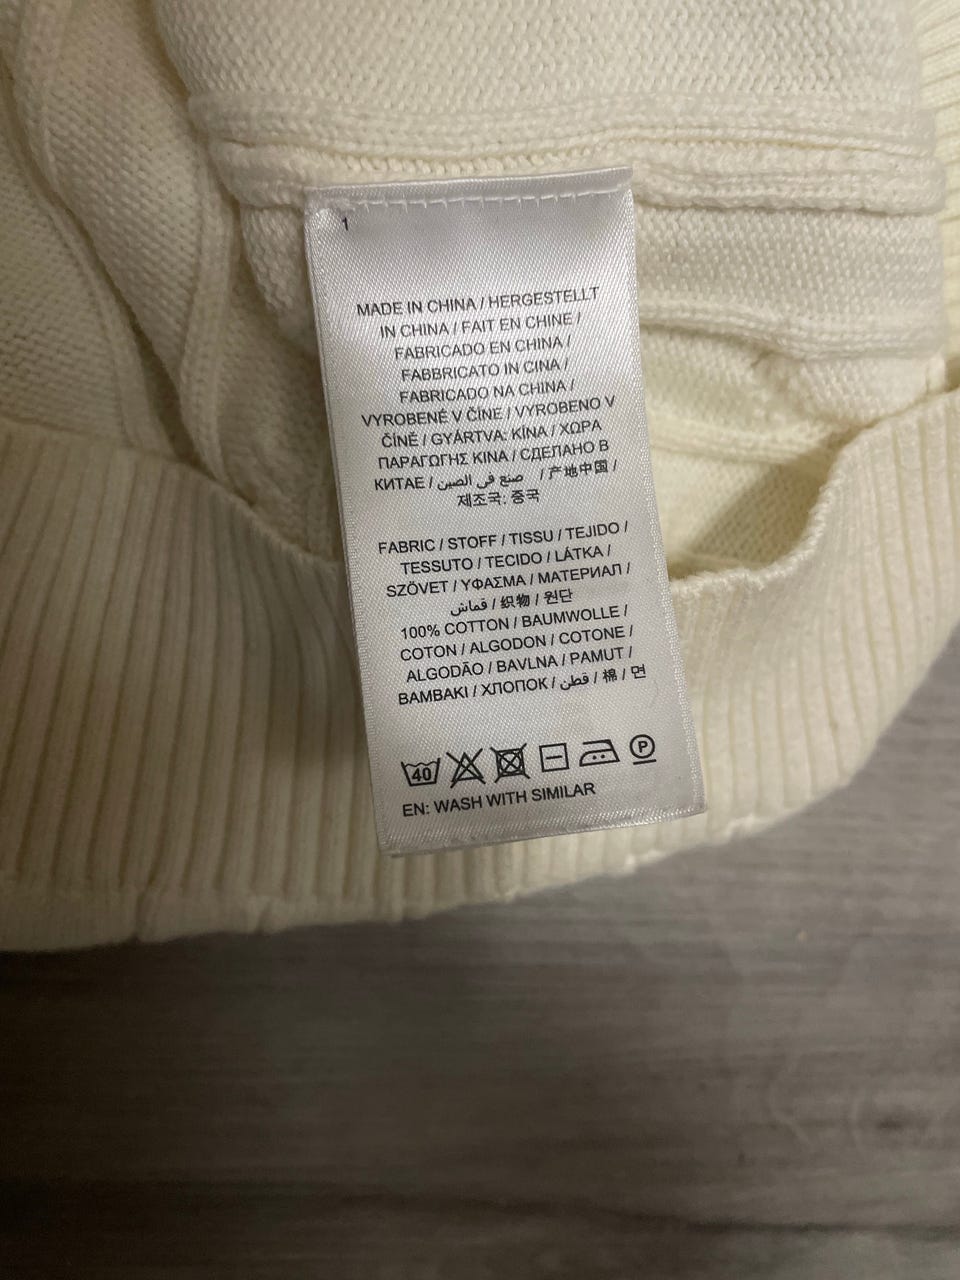 1
MADE IN CHINA / HERGESTELLT
IN CHINA / FAIT EN CHINE /
FABRICADO EN CHINA /
FABBRICATO IN CINA /
FABRICADO NA CHINA /
VYROBENÉ V ČÍNE / VYROBENO V
ČÍNĚ / GYÁRTVA: KÍNA / ΧΩΡΑ
ΠΑΡΑΓΩΓΗΣ ΚΙΝΑ / СДЕЛАНО В
КИТАЕ / صنع في الصين / 产地中国 /
제조국: 중국
FABRIC / STOFF / TISSU / TEJIDO /
TESSUTO / TECIDO / LÁTKA /
SZÖVET / ΥΦΑΣΜΑ / МАТЕРИАЛ /
قماش / 织物 / 원단
100% COTTON / BAUMWOLLE /
COTON / ALGODON / COTONE /
ALGODÃO / BAVLNA / PAMUT /
BAMBAKI / ХЛОПОК / قطن / 棉 / 면
40 P
EN: WASH WITH SIMILAR